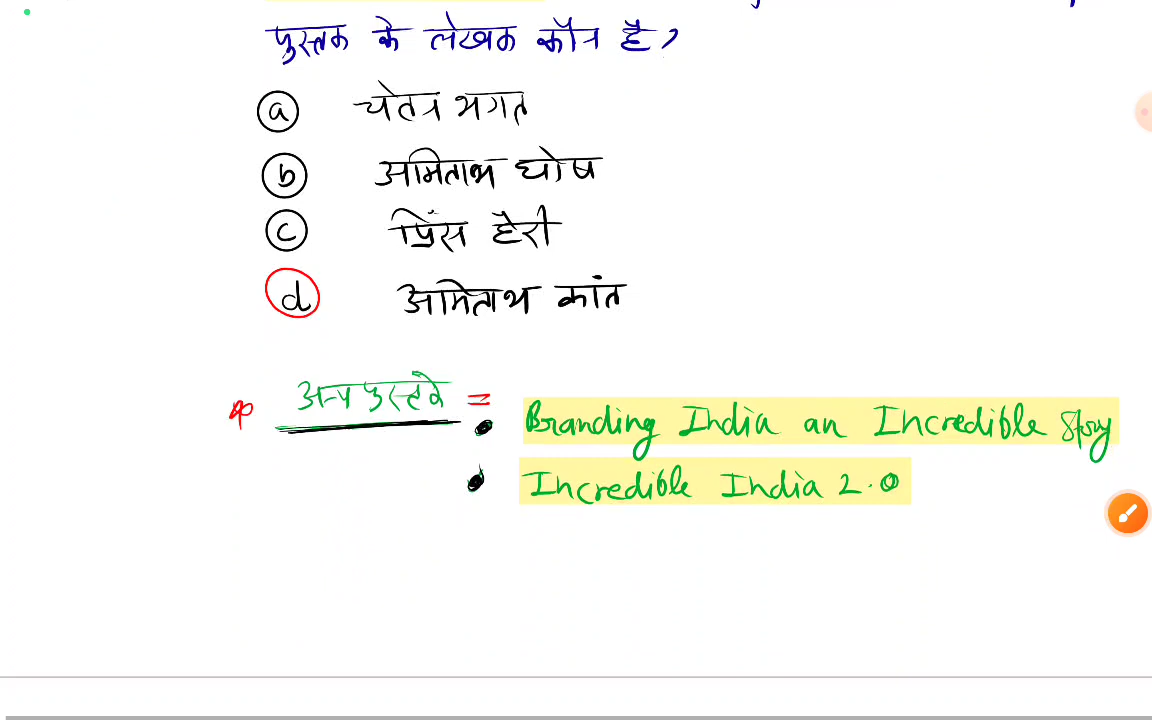 पुस्तक के लेखक कौन है?
(a) चेतन भगत
(b) अमिताभ घोष
(c) प्रिंस हैरी
(d) अमिताभ कांत
अन्य पुस्तके =
• Branding India an Incredible Story
• Incredible India 2.0